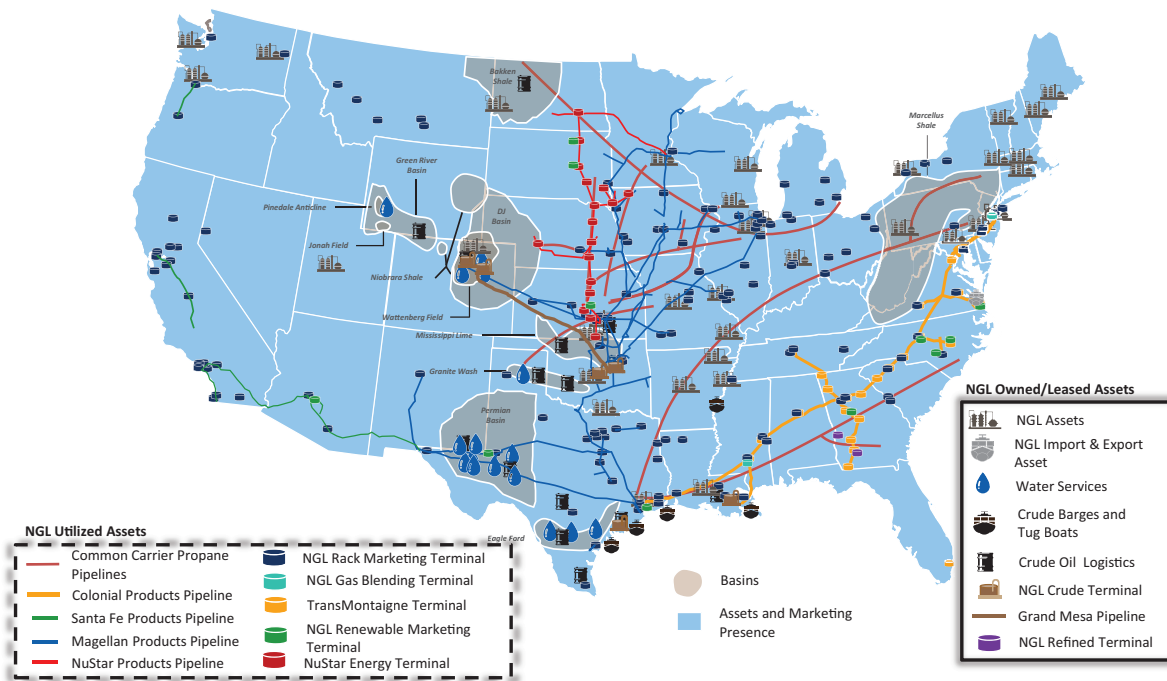 Bakken
Shale
Marcellus
Shale
Green River
Basin
Pinedale Anticline
DJ
Basin
Jonah Field
Niobrara Shale
Wattenberg Field
Mississippi Lime
Granite Wash
Permian
Basin
Eagle Ford
NGL Utilized Assets
Common Carrier Propane
Pipelines
Colonial Products Pipeline
Santa Fe Products Pipeline
Magellan Products Pipeline
NuStar Products Pipeline
NGL Rack Marketing Terminal
NGL Gas Blending Terminal
TransMontaigne Terminal
NGL Renewable Marketing
Terminal
NuStar Energy Terminal
Basins
Assets and Marketing
Presence
NGL Owned/Leased Assets
NGL Assets
NGL Import & Export
Asset
Water Services
Crude Barges and
Tug Boats
Crude Oil Logistics
NGL Crude Terminal
Grand Mesa Pipeline
NGL Refined Terminal